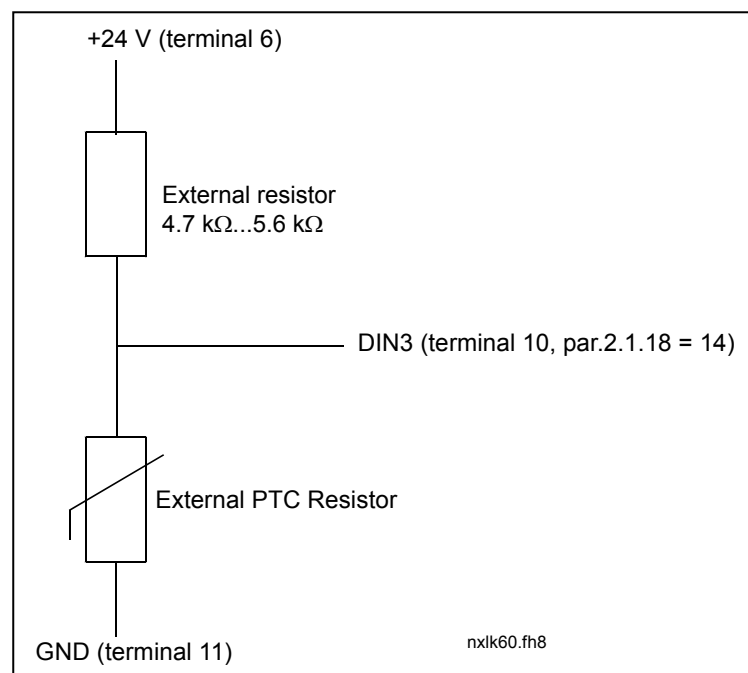 +24 V (terminal 6)
External resistor
4.7 kΩ...5.6 kΩ
DIN3 (terminal 10, par.2.1.18 = 14)
External PTC Resistor
GND (terminal 11)
nxlk60.fh8